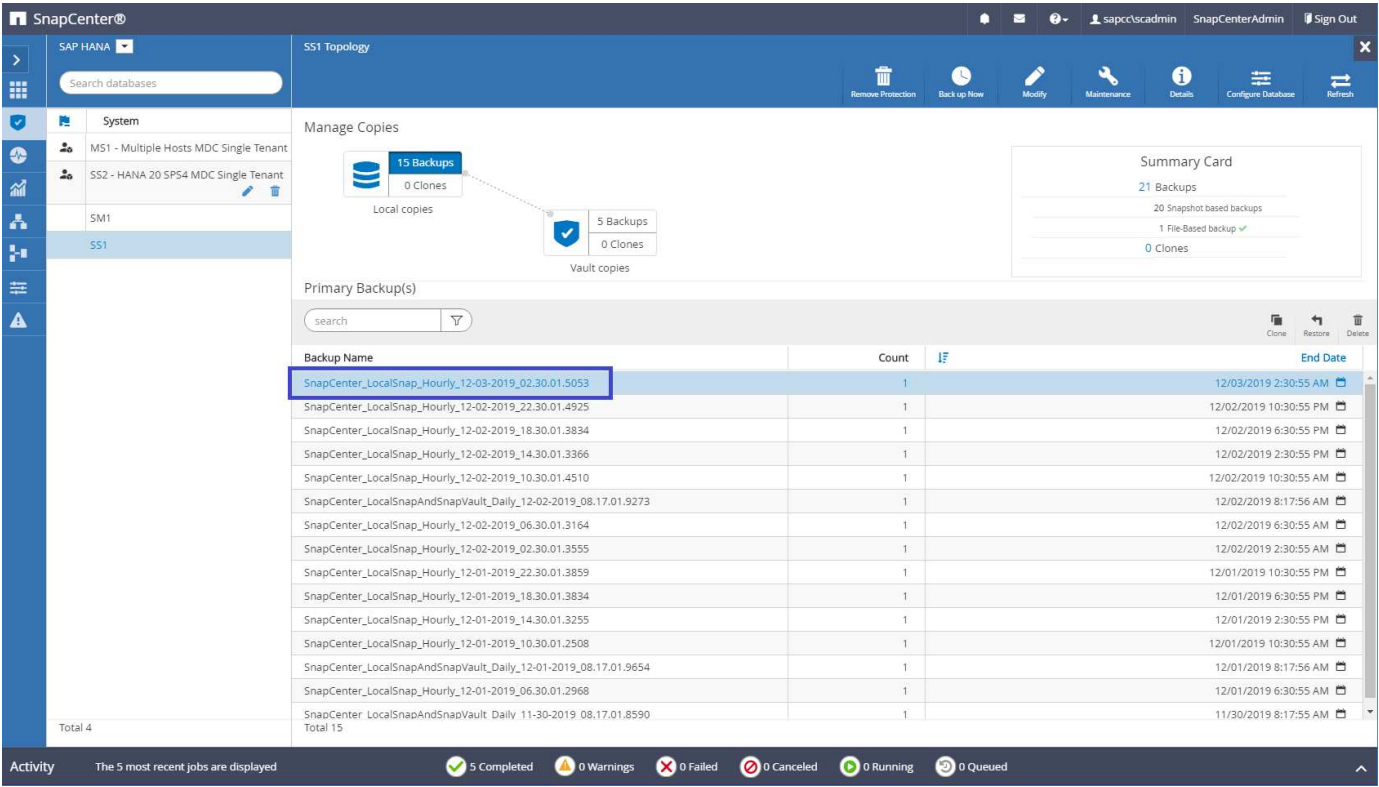 SnapCenter®
sapcc\scadmin SnapCenterAdmin Sign Out
SAP HANA
SS1 Topology
Search databases
Remove Protection Back up Now Modify Maintenance Details Configure Database Refresh
System
MS1 - Multiple Hosts MDC Single Tenant
SS2 - HANA 20 SPS4 MDC Single Tenant
SM1
SS1
Total 4
Manage Copies
15 Backups
0 Clones
Local copies
5 Backups
0 Clones
Vault copies
Summary Card
21 Backups
20 Snapshot based backups
1 File-Based backup
0 Clones
Primary Backup(s)
search
Clone Restore Delete
Backup Name Count End Date
SnapCenter_LocalSnap_Hourly_12-03-2019_02.30.01.5053 1 12/03/2019 2:30:55 AM
SnapCenter_LocalSnap_Hourly_12-02-2019_22.30.01.4925 1 12/02/2019 10:30:55 PM
SnapCenter_LocalSnap_Hourly_12-02-2019_18.30.01.3834 1 12/02/2019 6:30:55 PM
SnapCenter_LocalSnap_Hourly_12-02-2019_14.30.01.3366 1 12/02/2019 2:30:55 PM
SnapCenter_LocalSnap_Hourly_12-02-2019_10.30.01.4510 1 12/02/2019 10:30:55 AM
SnapCenter_LocalSnapAndSnapVault_Daily_12-02-2019_08.17.01.9273 1 12/02/2019 8:17:56 AM
SnapCenter_LocalSnap_Hourly_12-02-2019_06.30.01.3164 1 12/02/2019 6:30:55 AM
SnapCenter_LocalSnap_Hourly_12-02-2019_02.30.01.3555 1 12/02/2019 2:30:55 AM
SnapCenter_LocalSnap_Hourly_12-01-2019_22.30.01.3859 1 12/01/2019 10:30:55 PM
SnapCenter_LocalSnap_Hourly_12-01-2019_18.30.01.3834 1 12/01/2019 6:30:55 PM
SnapCenter_LocalSnap_Hourly_12-01-2019_14.30.01.3255 1 12/01/2019 2:30:55 PM
SnapCenter_LocalSnap_Hourly_12-01-2019_10.30.01.2508 1 12/01/2019 10:30:55 AM
SnapCenter_LocalSnapAndSnapVault_Daily_12-01-2019_08.17.01.9654 1 12/01/2019 8:17:56 AM
SnapCenter_LocalSnap_Hourly_12-01-2019_06.30.01.2968 1 12/01/2019 6:30:55 AM
SnapCenter_LocalSnapAndSnapVault_Daily_11-30-2019_08.17.01.8590 1 11/30/2019 8:17:55 AM
Total 15
Activity The 5 most recent jobs are displayed 5 Completed 0 Warnings 0 Failed 0 Canceled 0 Running 0 Queued